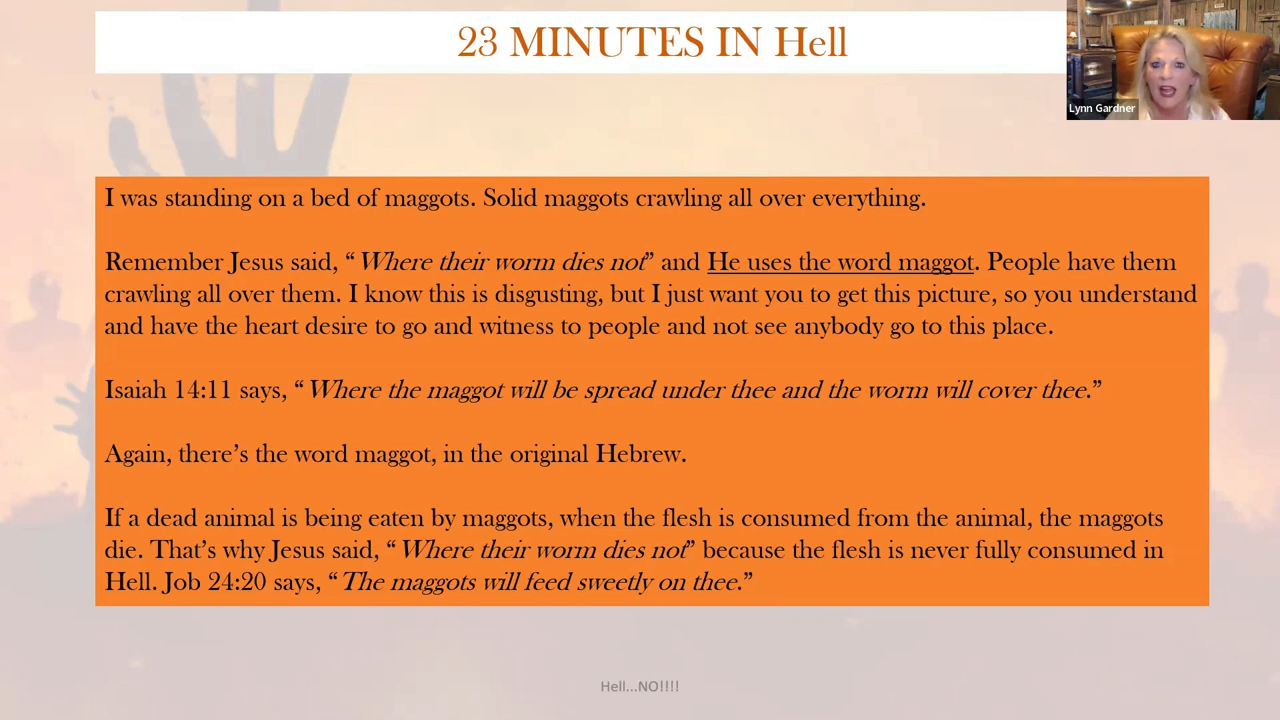 23 MINUTES IN Hell
Lynn Gardner
I was standing on a bed of maggots. Solid maggots crawling all over everything.
Remember Jesus said, “Where their worm dies not” and He uses the word maggot. People have them
crawling all over them. I know this is disgusting, but I just want you to get this picture, so you understand
and have the heart desire to go and witness to people and not see anybody go to this place.
Isaiah 14:11 says, “Where the maggot will be spread under thee and the worm will cover thee.”
Again, there’s the word maggot, in the original Hebrew.
If a dead animal is being eaten by maggots, when the flesh is consumed from the animal, the maggots
die. That’s why Jesus said, “Where their worm dies not” because the flesh is never fully consumed in
Hell. Job 24:20 says, “The maggots will feed sweetly on thee.”
Hell...NO!!!!